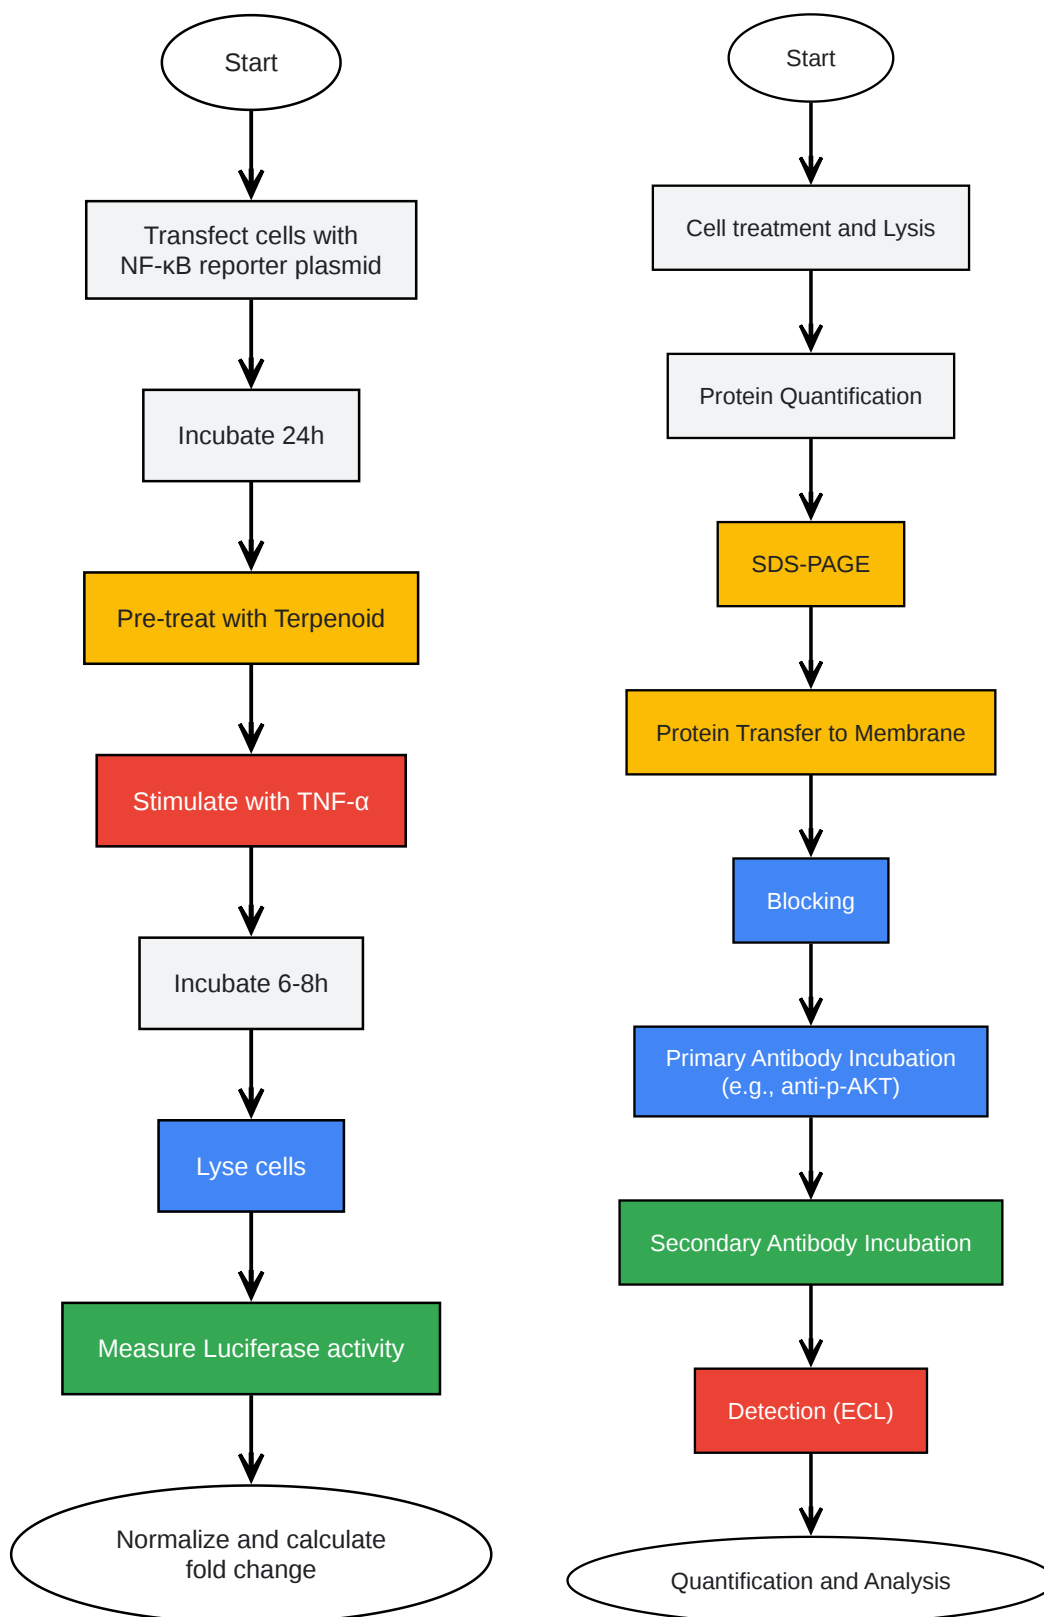 Start
Transfect cells with
NF-κB reporter plasmid
Incubate 24h
Pre-treat with Terpenoid
Stimulate with TNF-α
Incubate 6-8h
Lyse cells
Measure Luciferase activity
Normalize and calculate
fold change
Start
Cell treatment and Lysis
Protein Quantification
SDS-PAGE
Protein Transfer to Membrane
Blocking
Primary Antibody Incubation
(e.g., anti-p-AKT)
Secondary Antibody Incubation
Detection (ECL)
Quantification and Analysis